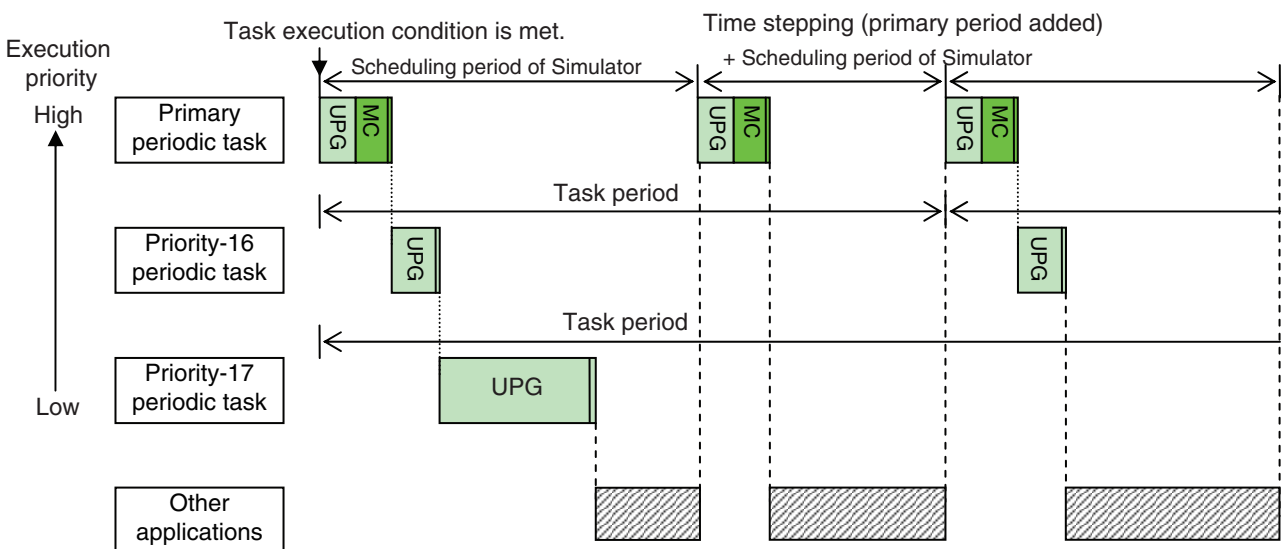 Task execution condition is met.
Time stepping (primary period added)
Execution
priority
Scheduling period of Simulator
+ Scheduling period of Simulator
High
Primary
periodic task
UPG
MC
UPG
MC
UPG
MC
Task period
Priority-16
periodic task
UPG
UPG
Task period
Priority-17
periodic task
UPG
Low
Other
applications